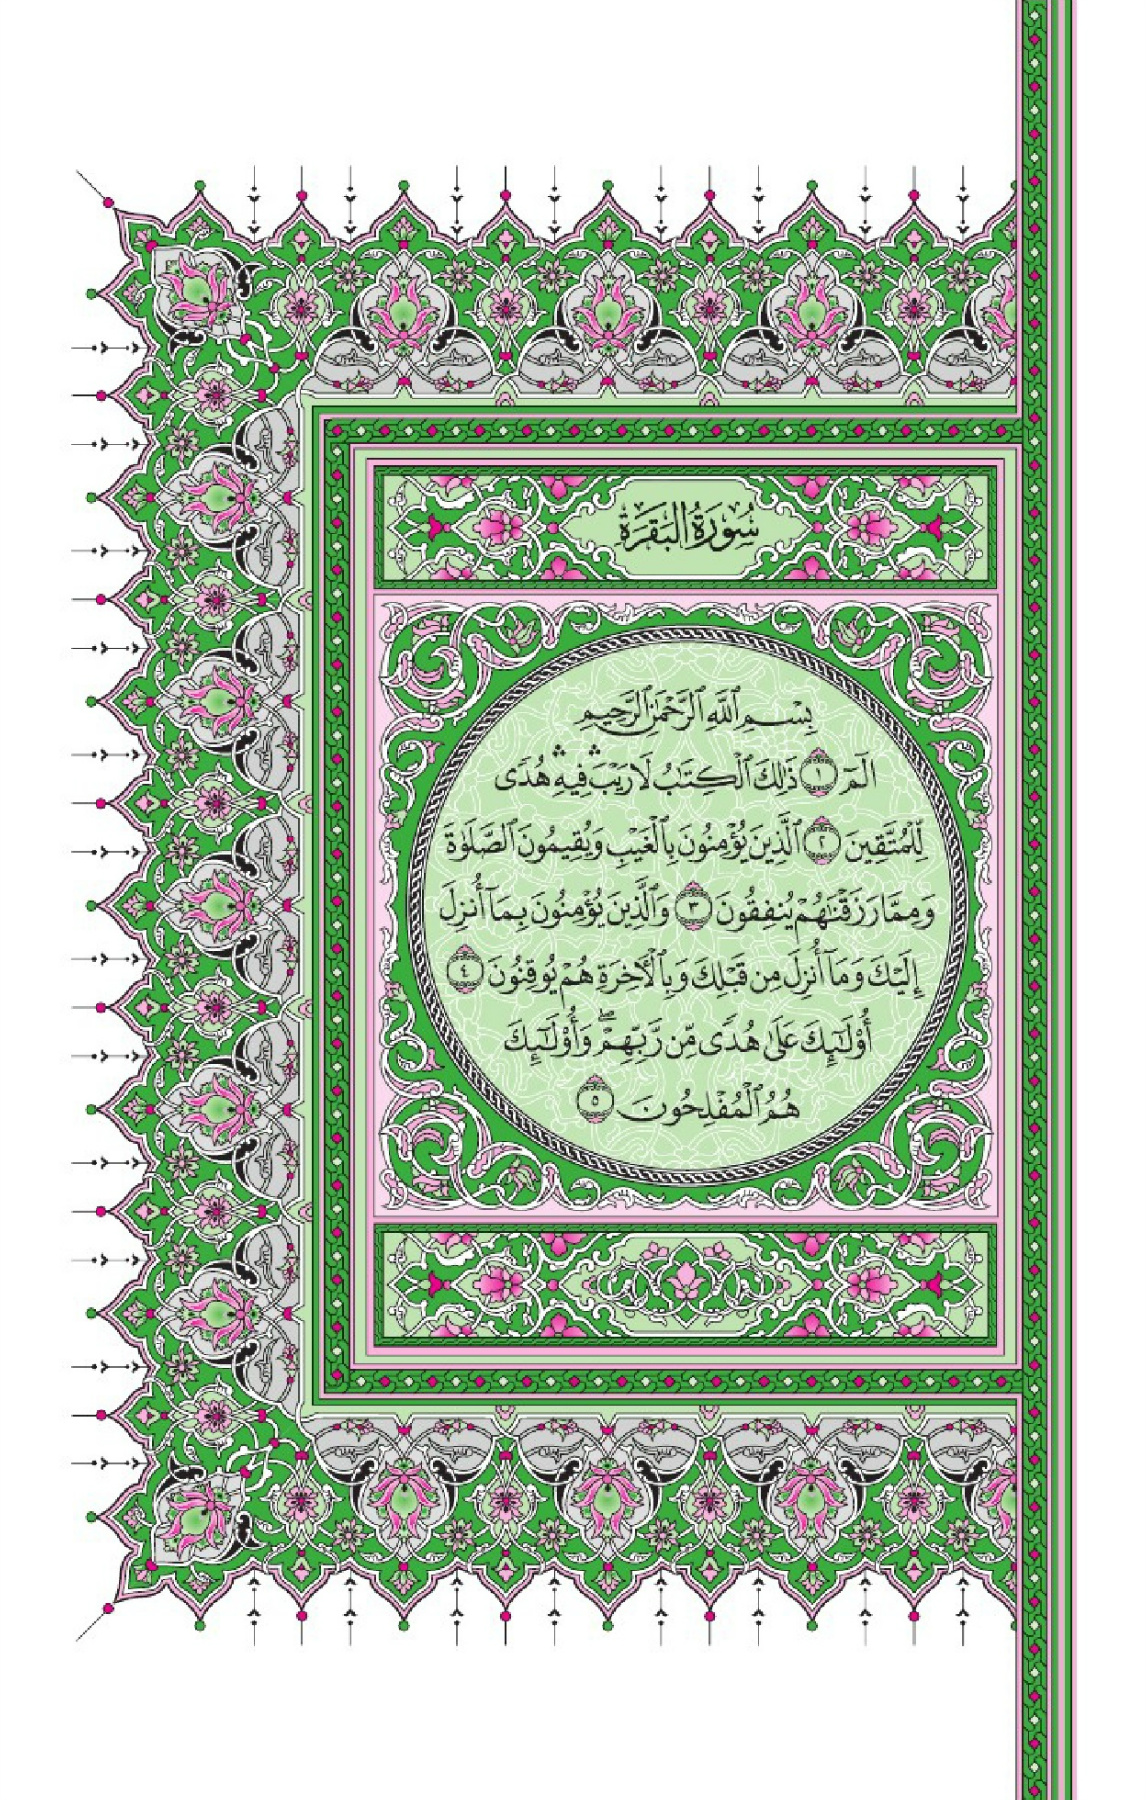 سُورَةُ البَقَرَةِ
بِسْمِ ٱللَّهِ ٱلرَّحْمَٰنِ ٱلرَّحِيمِ
الٓمٓ ١ ذَٰلِكَ ٱلْكِتَٰبُ لَا رَيْبَ ۛ فِيهِ ۛ هُدًى
لِّلْمُتَّقِينَ ٢ ٱلَّذِينَ يُؤْمِنُونَ بِٱلْغَيْبِ وَيُقِيمُونَ ٱلصَّلَوٰةَ
وَمِمَّا رَزَقْنَٰهُمْ يُنفِقُونَ ٣ وَٱلَّذِينَ يُؤْمِنُونَ بِمَآ أُنزِلَ
إِلَيْكَ وَمَآ أُنزِلَ مِن قَبْلِكَ وَبِٱلْأٓخِرَةِ هُمْ يُوقِنُونَ ٤
أُو۟لَٰٓئِكَ عَلَىٰ هُدًى مِّن رَّبِّهِمْ ۖ وَأُو۟لَٰٓئِكَ
هُمُ ٱلْمُفْلِحُونَ ٥